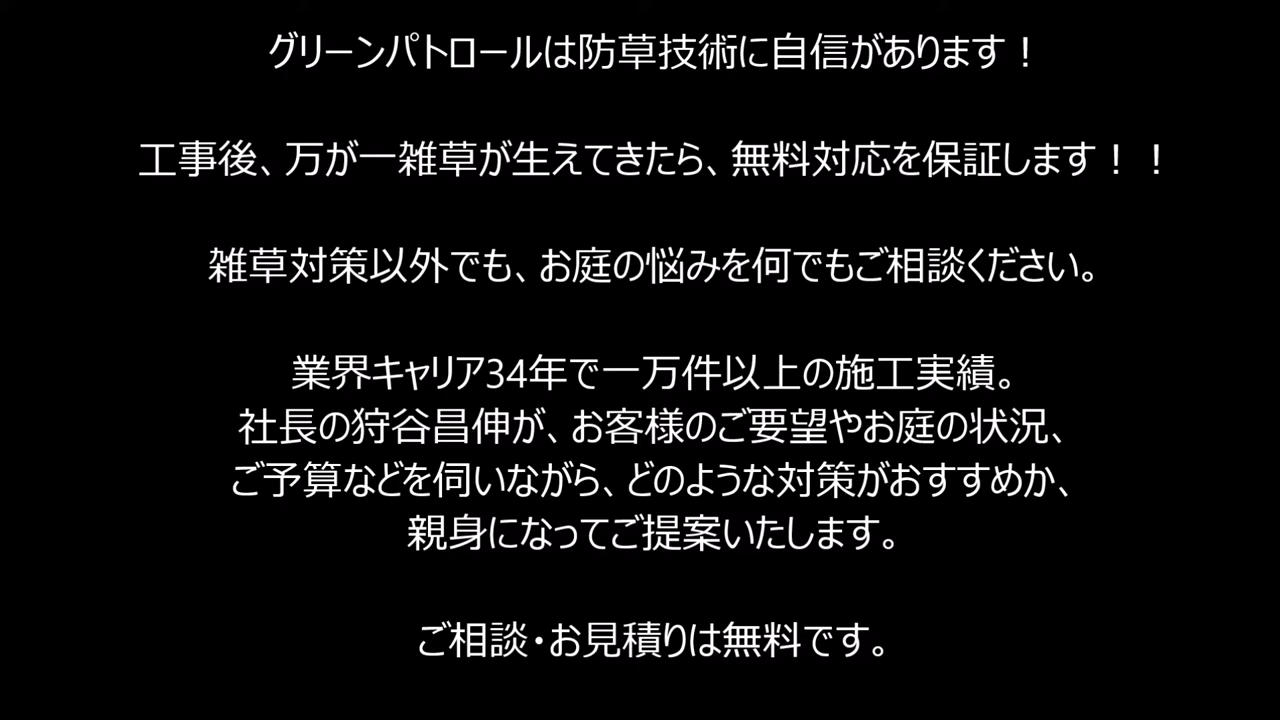 グリーンパトロールは防草技術に自信があります！
工事後、万が一雑草が生えてきたら、無料対応を保証します！！
雑草対策以外でも、お庭の悩みを何でもご相談ください。
業界キャリア34年で一万件以上の施工実績。
社長の狩谷昌伸が、お客様のご要望やお庭の状況、
ご予算などを伺いながら、どのような対策がおすすめか、
親身になってご提案いたします。
ご相談・お見積りは無料です。